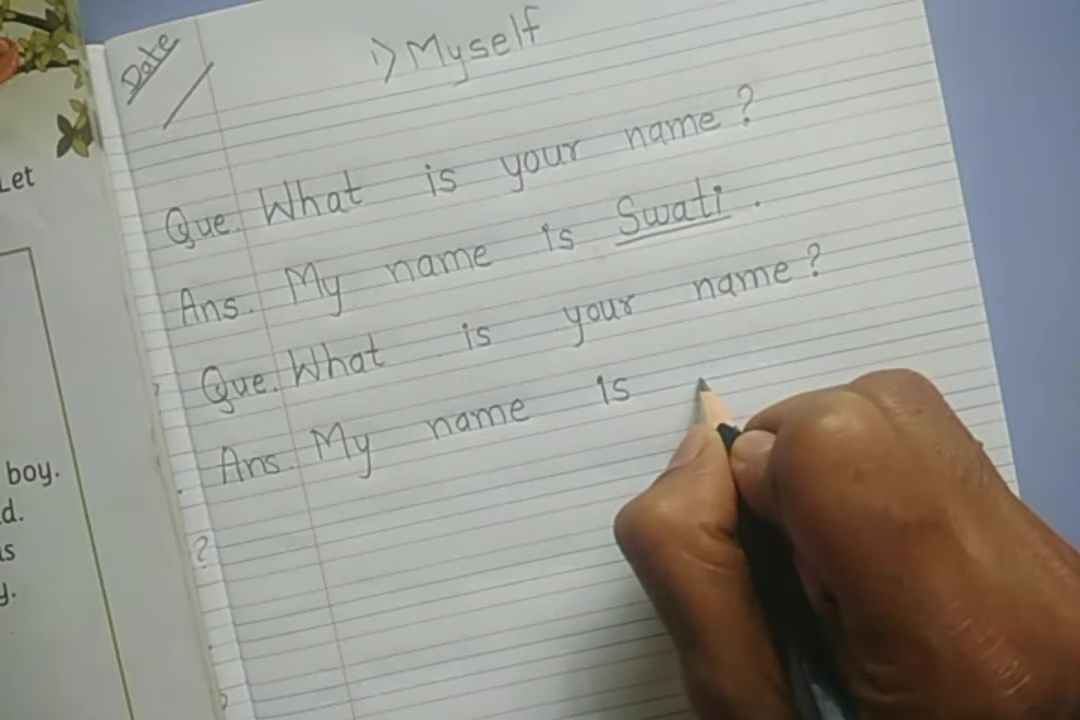 Date
1) Myself
Que. What is your name?
Ans. My name is Swati.
Que. What is your name?
Ans. My name is
?
Let
boy.
d.
is
y.